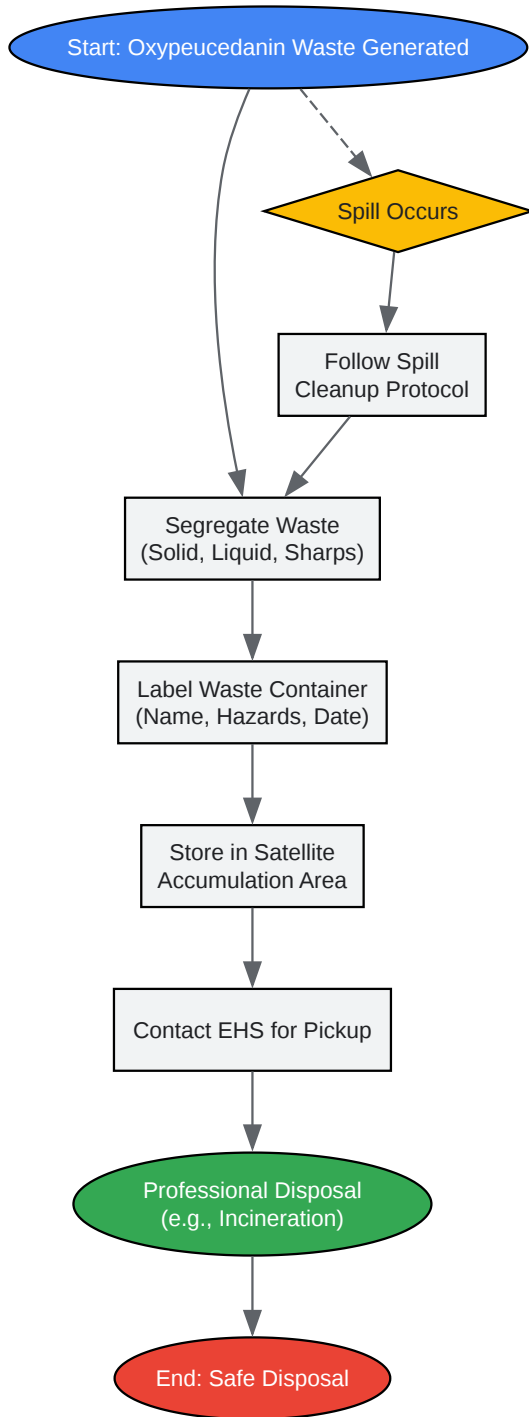 Start: Oxypeucedanin Waste Generated
Spill Occurs
Follow Spill
Cleanup Protocol
Segregate Waste
(Solid, Liquid, Sharps)
Label Waste Container
(Name, Hazards, Date)
Store in Satellite
Accumulation Area
Contact EHS for Pickup
Professional Disposal
(e.g., Incineration)
End: Safe Disposal